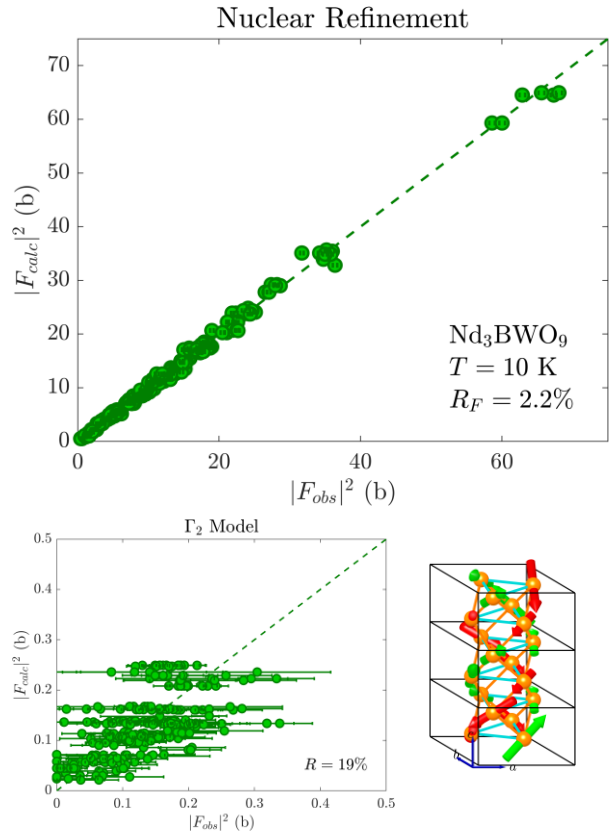 Nuclear Refinement
70
60
50
40
30
20
10
0
|F_calc|² (b)
Nd₃BWO₉
T = 10 K
R_F = 2.2%
0 20 40 60
|F_obs|² (b)
Γ₂ Model
0.5
0.4
0.3
0.2
0.1
0.0
|F_calc|² (b)
R = 19%
0 0.1 0.2 0.3 0.4 0.5
|F_obs|² (b)
b
a